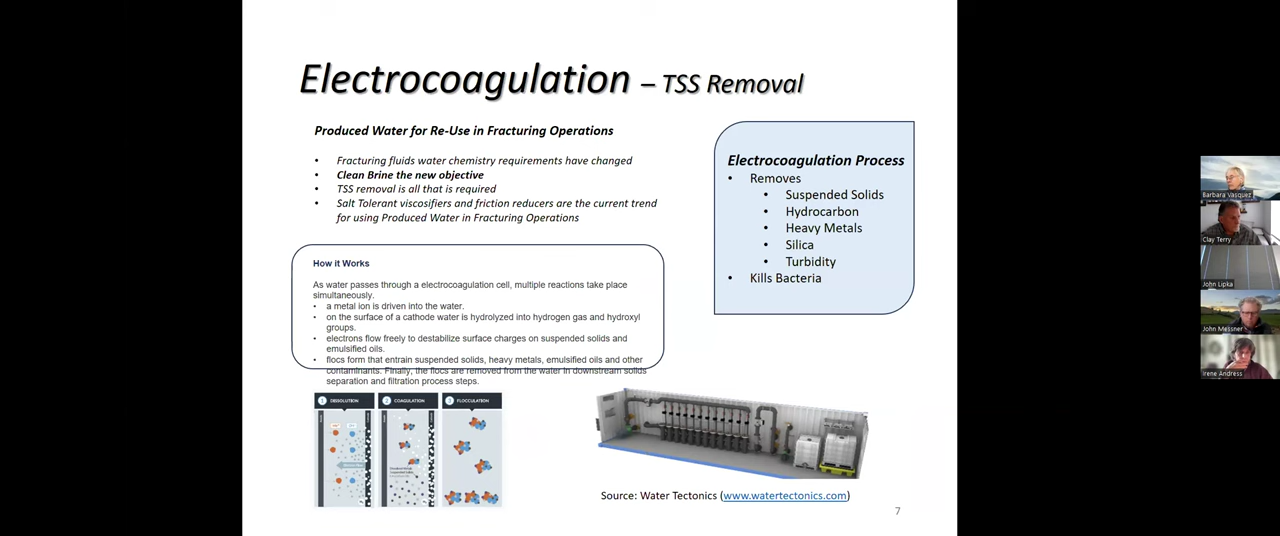 Electrocoagulation – TSS Removal
Produced Water for Re-Use in Fracturing Operations
• Fracturing fluids water chemistry requirements have changed
• Clean Brine the new objective
• TSS removal is all that is required
• Salt Tolerant viscosifiers and friction reducers are the current trend
for using Produced Water in Fracturing Operations
Electrocoagulation Process
• Removes
• Suspended Solids
• Hydrocarbon
• Heavy Metals
• Silica
• Turbidity
• Kills Bacteria
How it Works
As water passes through a electrocoagulation cell, multiple reactions take place
simultaneously.
• a metal ion is driven into the water.
• on the surface of a cathode water is hydrolyzed into hydrogen gas and hydroxyl
groups.
• electrons flow freely to destabilize surface charges on suspended solids and
emulsified oils.
• flocs form that entrain suspended solids, heavy metals, emulsified oils and other
contaminants. Finally, the flocs are removed from the water in downstream solids
separation and filtration process steps.
1 DISSOLUTION
2 COAGULATION
3 FLOCCULATION
Source: Water Tectonics (www.watertectonics.com)
7
Barbara Vasquez
Clay Terry
John Lipka
John Messner
Irene Andress